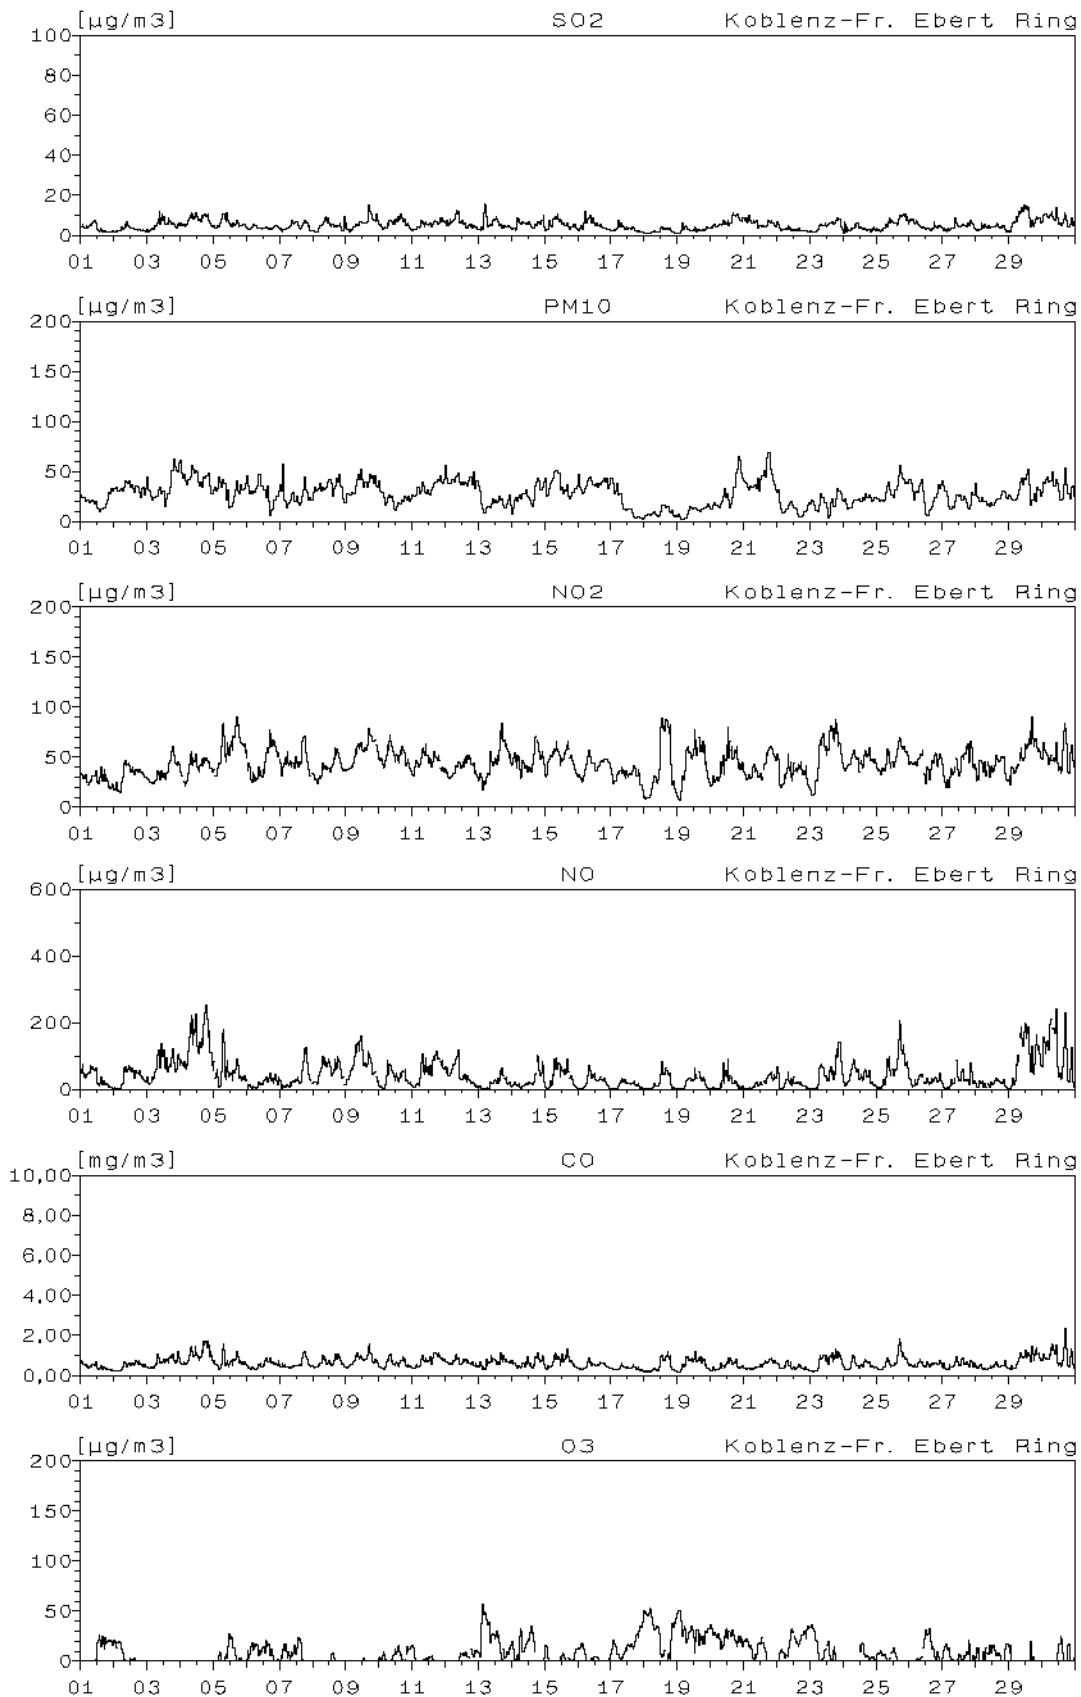 [µg/m3] SO2 Koblenz-Fr. Ebert Ring
100
80
60
40
20
0
01 03 05 07 09 11 13 15 17 19 21 23 25 27 29
[µg/m3] PM10 Koblenz-Fr. Ebert Ring
200
150
100
50
0
01 03 05 07 09 11 13 15 17 19 21 23 25 27 29
[µg/m3] NO2 Koblenz-Fr. Ebert Ring
200
150
100
50
0
01 03 05 07 09 11 13 15 17 19 21 23 25 27 29
[µg/m3] NO Koblenz-Fr. Ebert Ring
600
400
200
0
01 03 05 07 09 11 13 15 17 19 21 23 25 27 29
[mg/m3] CO Koblenz-Fr. Ebert Ring
10,00
8,00
6,00
4,00
2,00
0,00
01 03 05 07 09 11 13 15 17 19 21 23 25 27 29
[µg/m3] O3 Koblenz-Fr. Ebert Ring
200
150
100
50
0
01 03 05 07 09 11 13 15 17 19 21 23 25 27 29